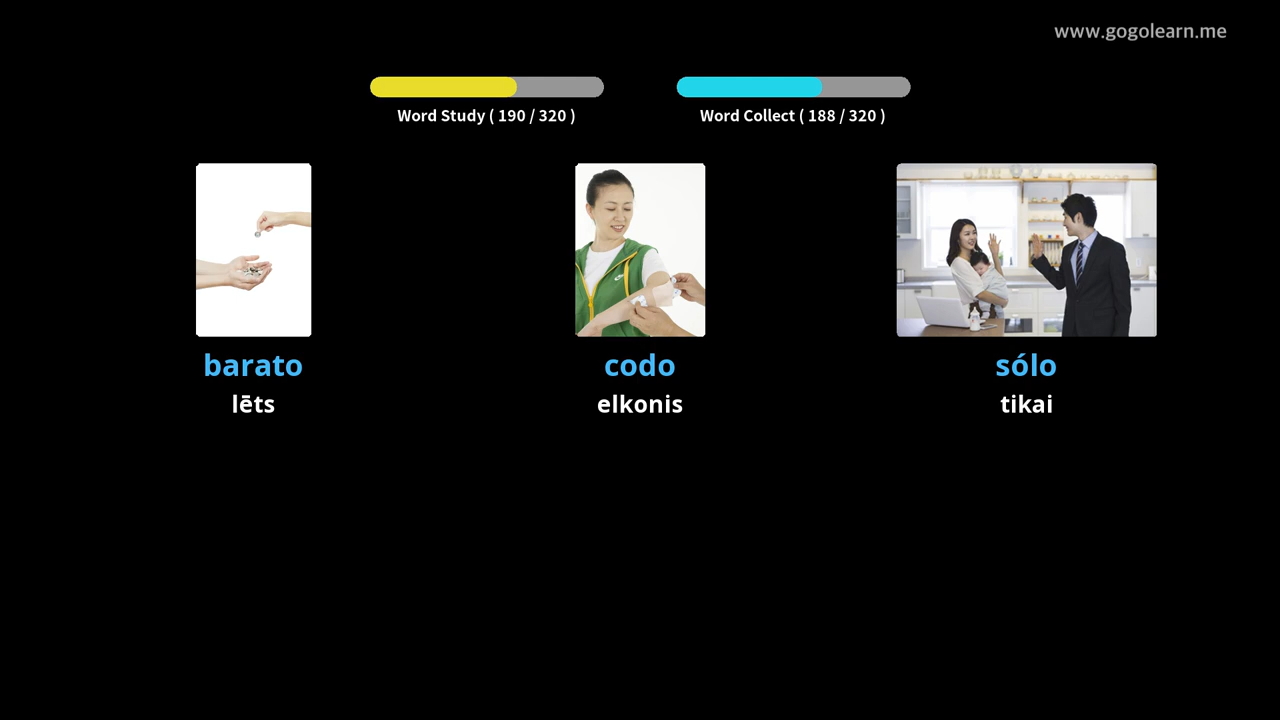 www.gogolearn.me
Word Study ( 190 / 320 )
Word Collect ( 188 / 320 )
barato
codo
sólo
lēts
elkonis
tikai